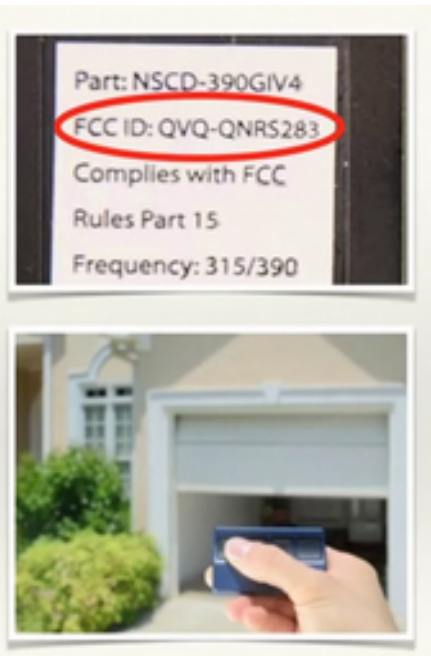 Part: NSCD-390GIV4
FCC ID: QVQ-QNRS283
Complies with FCC
Rules Part 15
Frequency: 315/390